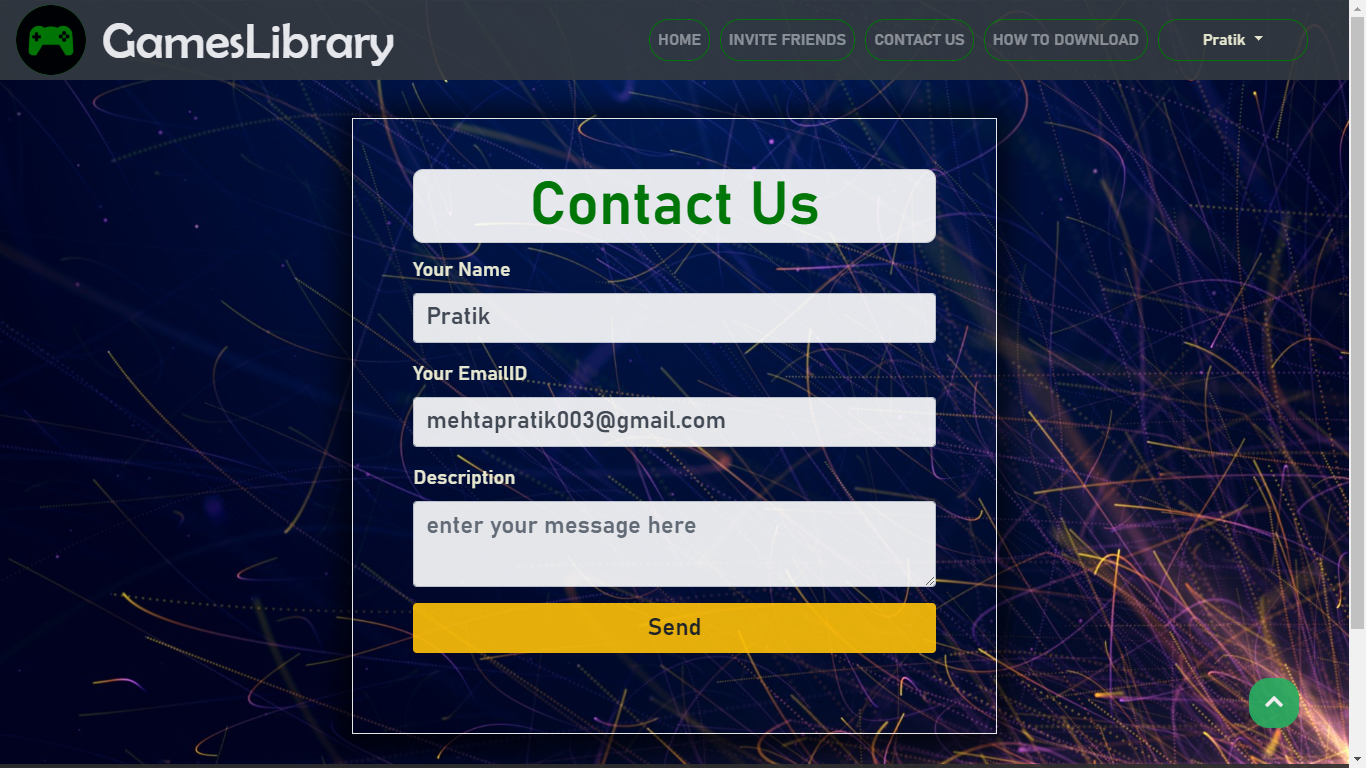 GamesLibrary
HOME INVITE FRIENDS CONTACT US HOW TO DOWNLOAD Pratik
Contact Us
Your Name
Pratik
Your EmailID
mehtapratik003@gmail.com
Description
enter your message here
Send